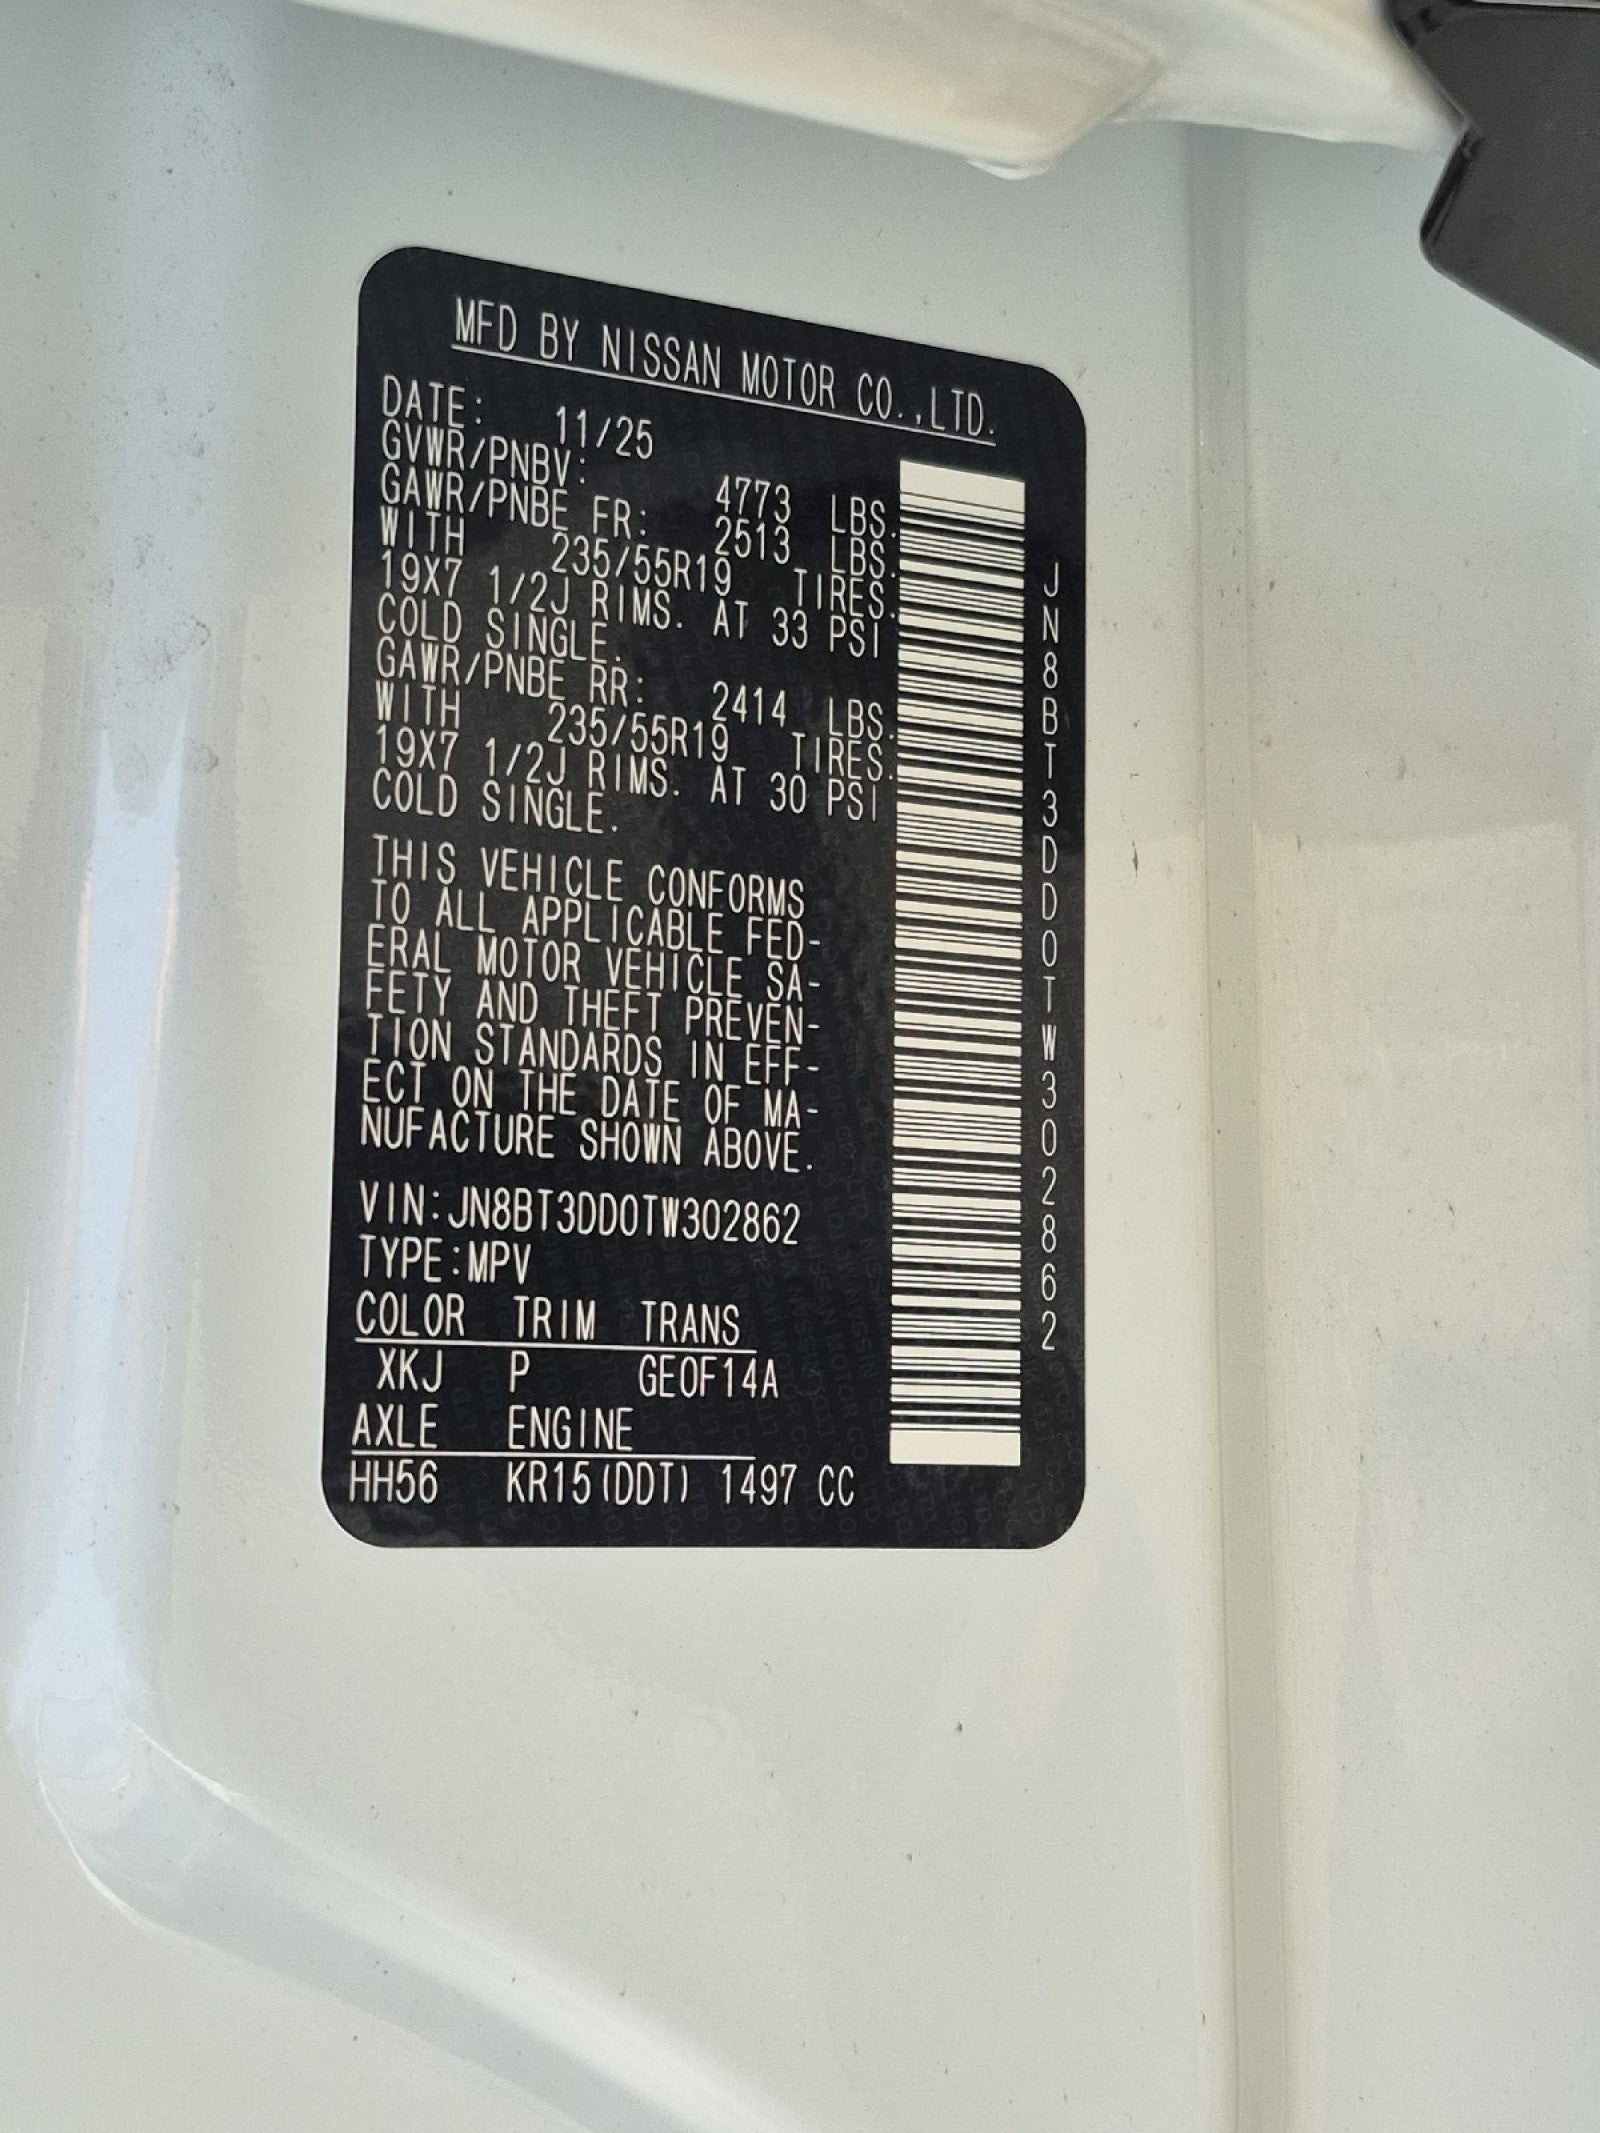 MFD BY NISSAN MOTOR CO.,LTD.
DATE: 11/25
GVWR/PNBV: 4773 LBS.
GAWR/PNBE FR: 2513 LBS.
WITH 235/55R19 TIRES.
19X7 1/2J RIMS. AT 33 PSI
COLD SINGLE.
GAWR/PNBE RR: 2414 LBS.
WITH 235/55R19 TIRES.
19X7 1/2J RIMS. AT 30 PSI
COLD SINGLE.
THIS VEHICLE CONFORMS
TO ALL APPLICABLE FED-
ERAL MOTOR VEHICLE SA-
FETY AND THEFT PREVEN-
TION STANDARDS IN EFF-
ECT ON THE DATE OF MA-
NUFACTURE SHOWN ABOVE.
VIN:JN8BT3DD0TW302862
TYPE:MPV
COLOR TRIM TRANS
XKJ P GE0F14A
AXLE ENGINE
HH56 KR15(DDT) 1497 CC
JN8BT3DD0TW302862